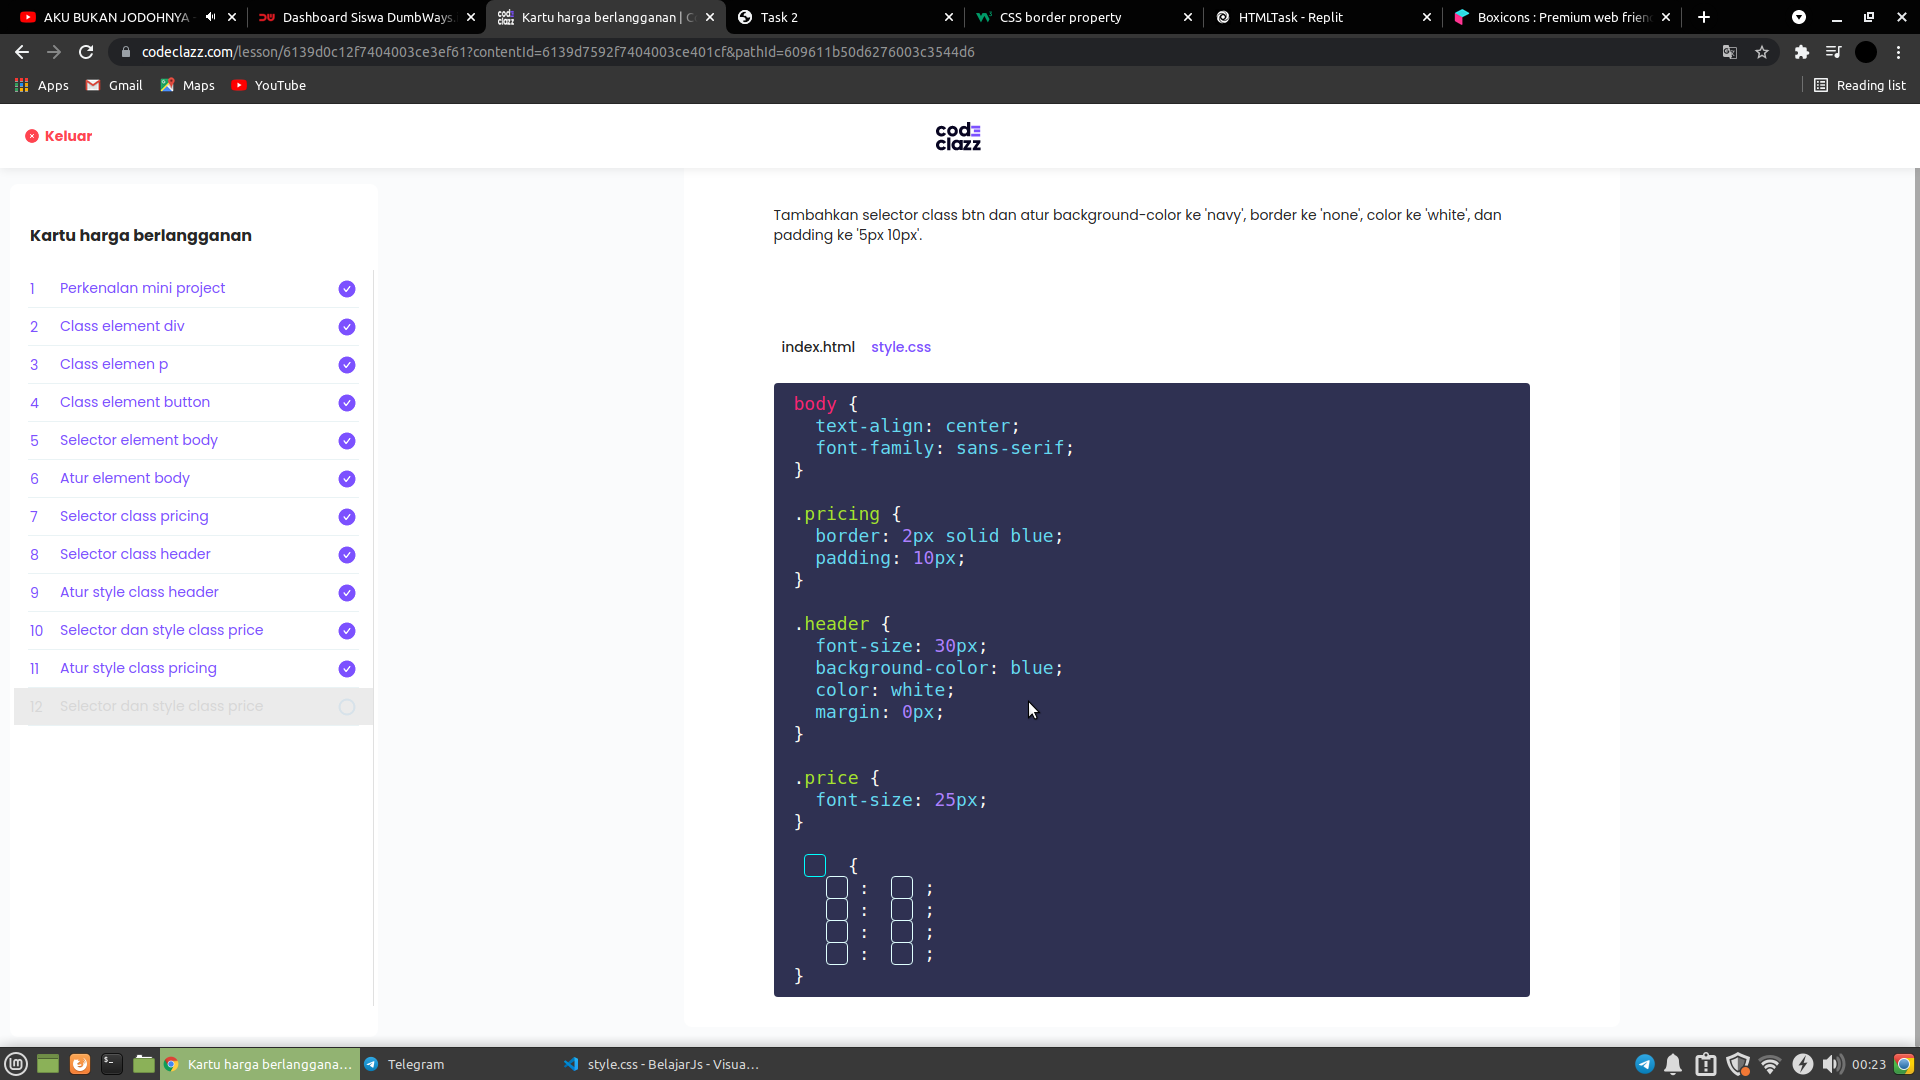 AKU BUKAN JODOHNYA -
Dashboard Siswa DumbWays.
Kartu harga berlangganan | C
Task 2
CSS border property
HTMLTask - Replit
Boxicons : Premium web frien
codeclazz.com/lesson/6139d0c12f7404003ce3ef61?contentId=6139d7592f7404003ce401cf&pathId=609611b50d6276003c3544d6
Apps
Gmail
Maps
YouTube
Reading list
Keluar
code
clazz
Kartu harga berlangganan
1 Perkenalan mini project
2 Class element div
3 Class elemen p
4 Class element button
5 Selector element body
6 Atur element body
7 Selector class pricing
8 Selector class header
9 Atur style class header
10 Selector dan style class price
11 Atur style class pricing
12 Selector dan style class price
Tambahkan selector class btn dan atur background-color ke 'navy', border ke 'none', color ke 'white', dan
padding ke '5px 10px'.
index.html style.css
body {
text-align: center;
font-family: sans-serif;
}
.pricing {
border: 2px solid blue;
padding: 10px;
}
.header {
font-size: 30px;
background-color: blue;
color: white;
margin: 0px;
}
.price {
font-size: 25px;
}
{
: ;
: ;
: ;
: ;
}
Kartu harga berlanggana...
Telegram
style.css - BelajarJs - Visua...
00:23